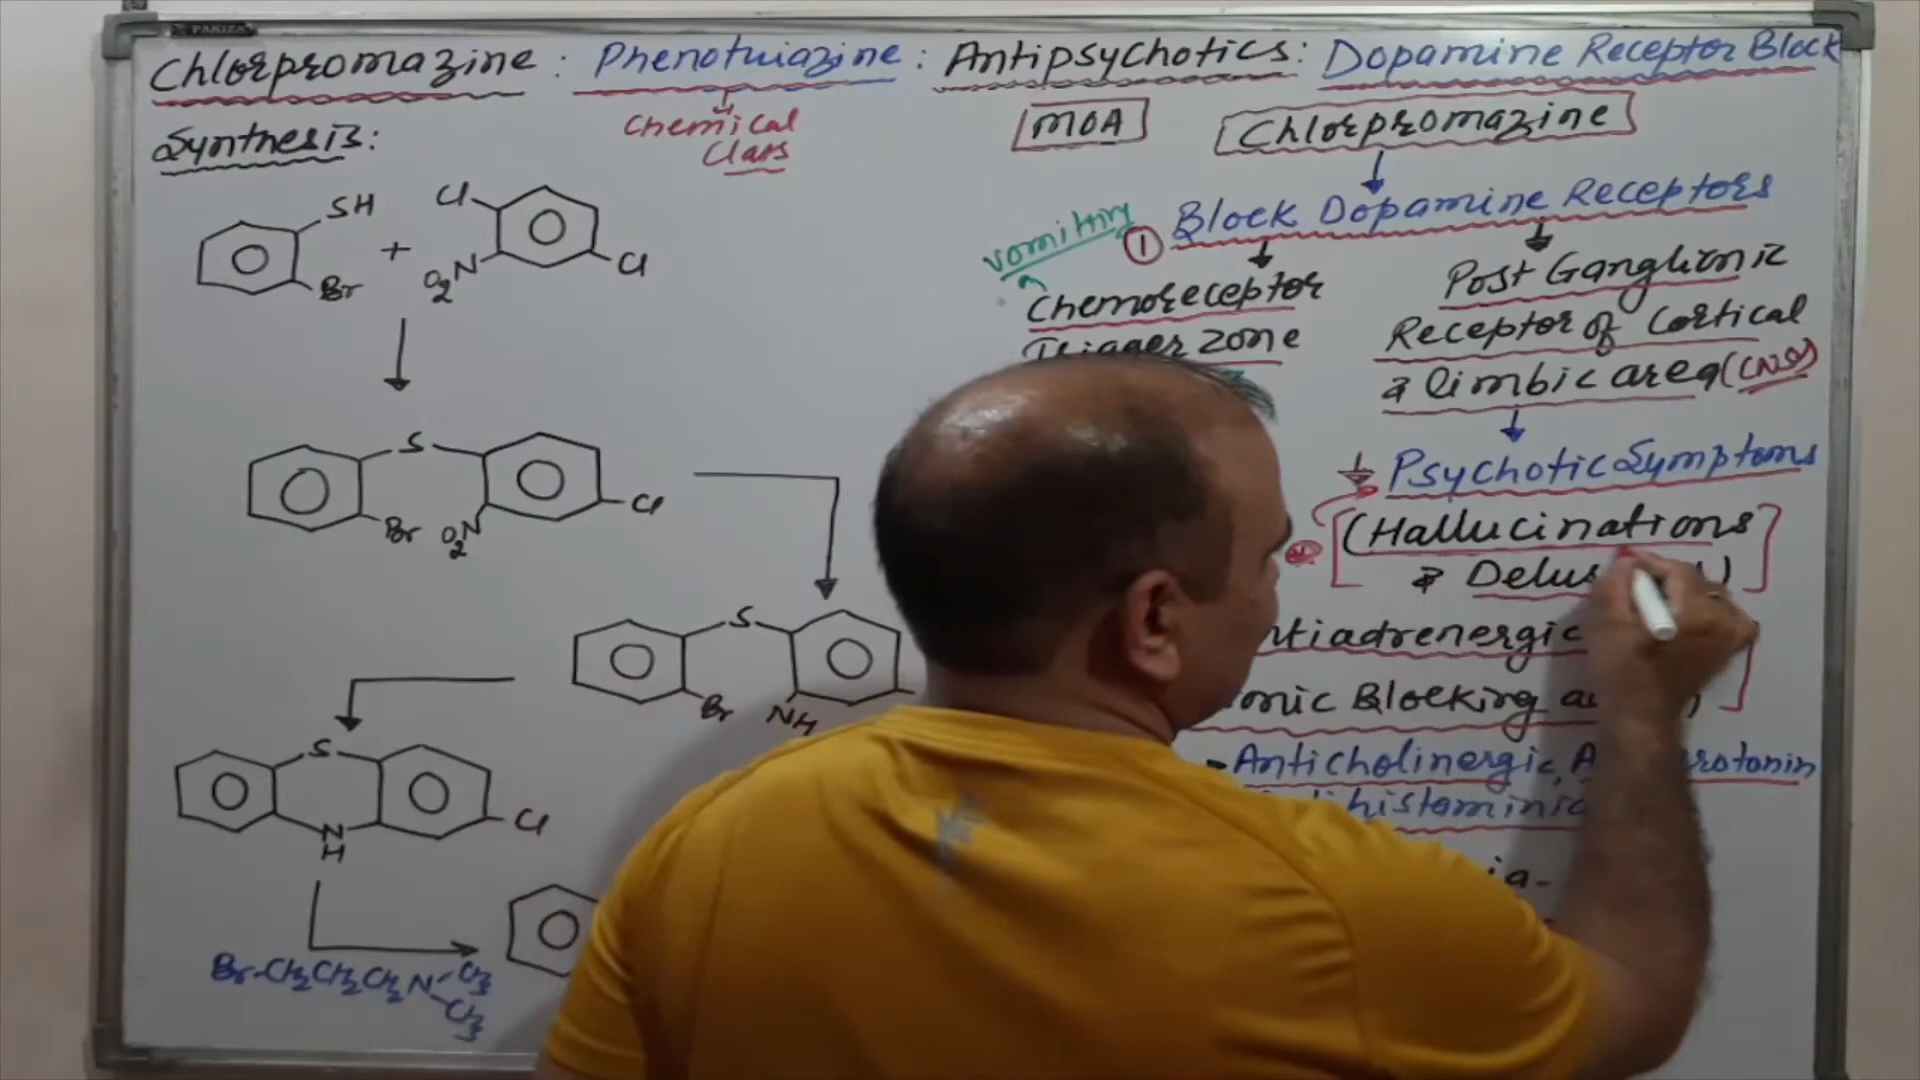 PAKIZA
Chlorpromazine : Phenothiazine : Antipsychotics : Dopamine Receptor Block
Chemical
Class
Synthesis:
SH
+
Br
Cl
O2N
Cl
S
Br
O2N
Cl
S
Br
NH
S
N
H
Cl
Br-CH2CH2CH2N
CH3
CH3
MOA
Chlorpromazine
vomiting
1 Block Dopamine Receptors
Chemoreceptor
Trigger zone
Post Ganglionic
Receptor of Cortical
& limbic area (CNS)
Psychotic Symptoms
(Hallucinations
&
Anticholinergic,